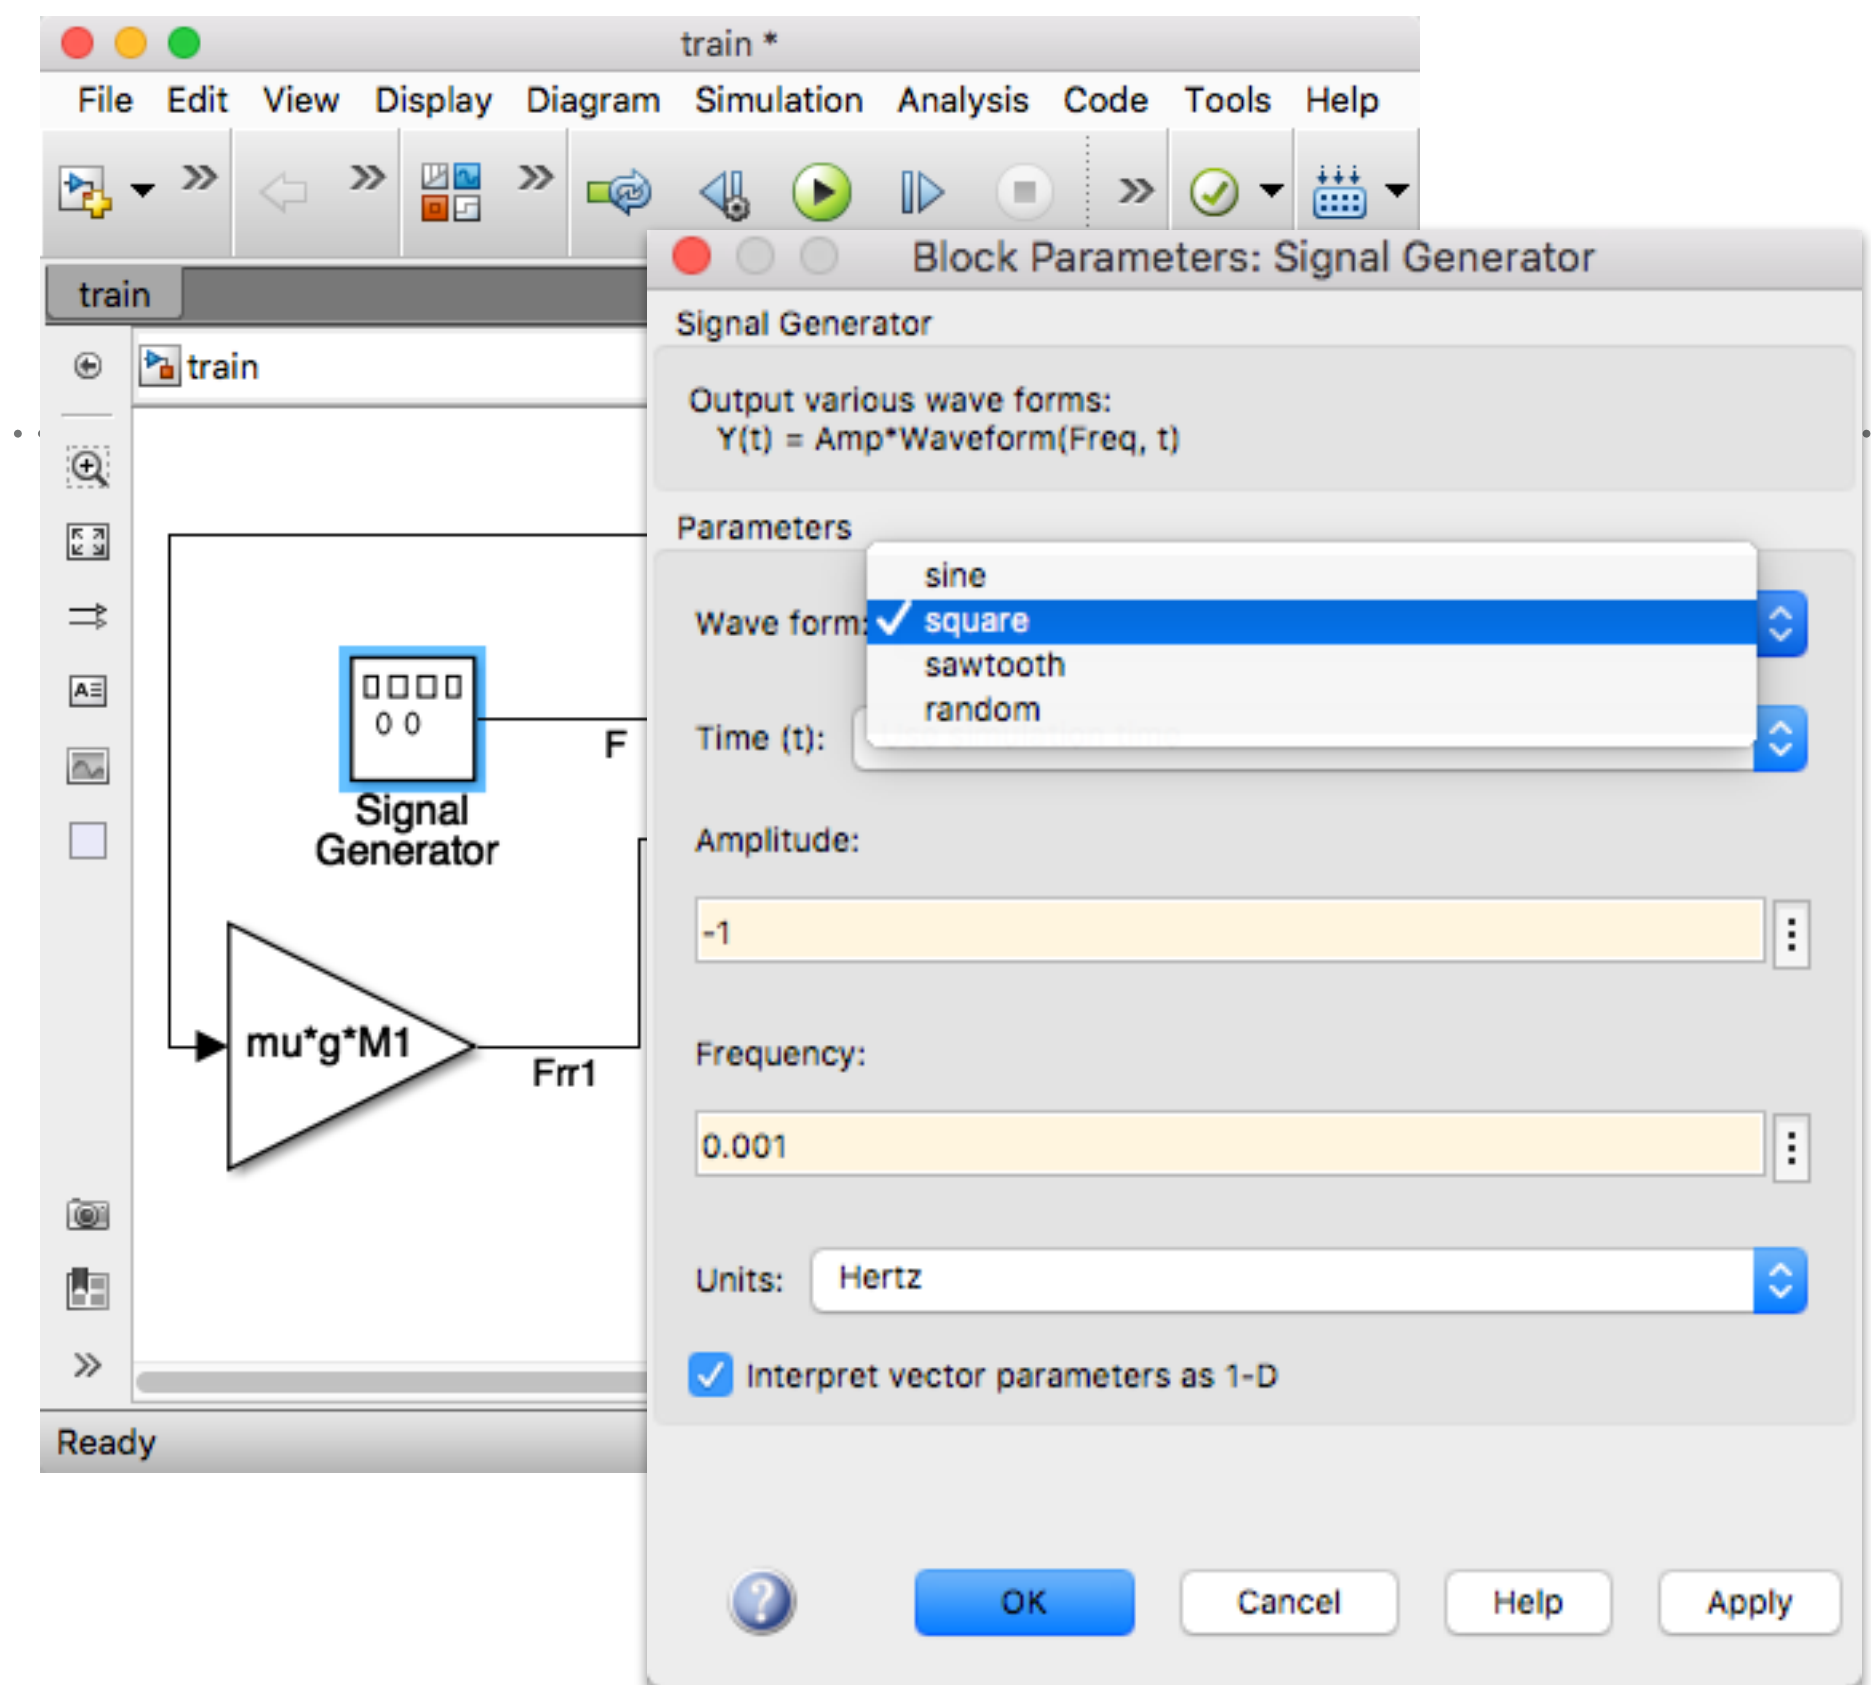 train *
File Edit View Display Diagram Simulation Analysis Code Tools Help
train
train
Signal
Generator
F
mu*g*M1
Frr1
Ready
Block Parameters: Signal Generator
Signal Generator
Output various wave forms:
Y(t) = Amp*Waveform(Freq, t)
Parameters
Wave form:
sine
square
sawtooth
random
Time (t):
Amplitude:
-1
Frequency:
0.001
Units: Hertz
Interpret vector parameters as 1-D
OK Cancel Help Apply